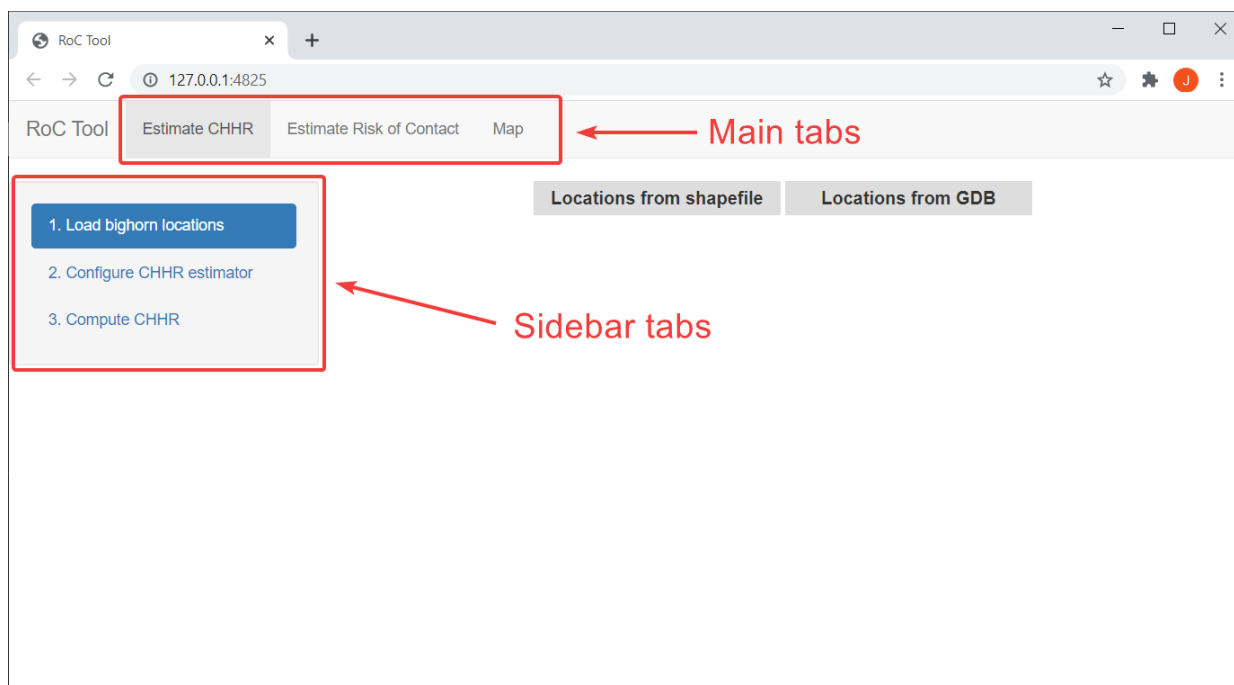 RoC Tool
127.0.0.1:4825
J
RoC Tool Estimate CHHR Estimate Risk of Contact Map
Main tabs
1. Load bighorn locations
2. Configure CHHR estimator
3. Compute CHHR
Locations from shapefile Locations from GDB
Sidebar tabs